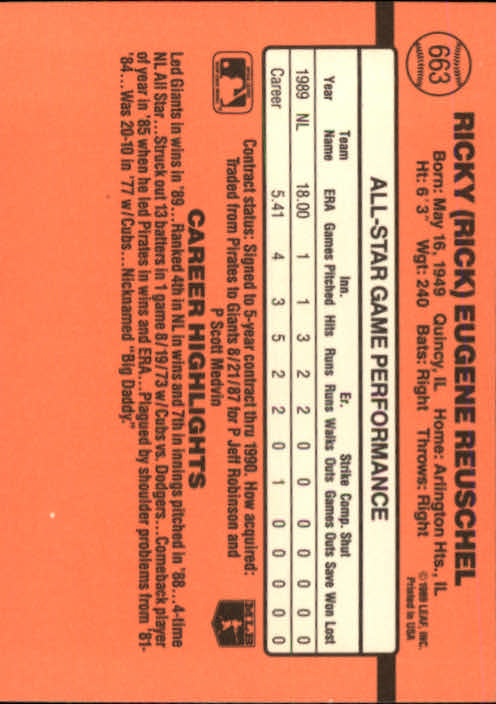 663
RICKY (RICK) EUGENE REUSCHEL
Born: May 16, 1949 Quincy, IL Home: Arlington Hts., IL
Ht: 6'3" Wgt: 240 Bats: Right Throws: Right
© 1989 LEAF, INC.
Printed in USA
ALL-STAR GAME PERFORMANCE
Team Inn. Er. Strike Comp. Shut
Year Name ERA Games Pitched Hits Runs Runs Walks Outs Games Outs Save Won Lost
1989 NL 18.00 1 1 3 2 2 0 0 0 0 0 0 0
Career 5.41 4 3 5 2 2 0 1 0 0 0 0 0
Contract status: Signed to 5-year contract thru 1990. How acquired:
Traded from Pirates to Giants 8/21/87 for P Jeff Robinson and
P Scott Medvin
MLB
CAREER HIGHLIGHTS
Led Giants in wins in '89...Ranked 4th in NL in wins and 7th in innings pitched in '88...4-time
NL All Star...Struck out 13 batters in 1 game 8/19/73 w/Cubs vs. Dodgers...Comeback player
of year in '85 when he led Pirates in wins and ERA...Plagued by shoulder problems from '81-
'84...Was 20-10 in '77 w/Cubs...Nicknamed "Big Daddy."